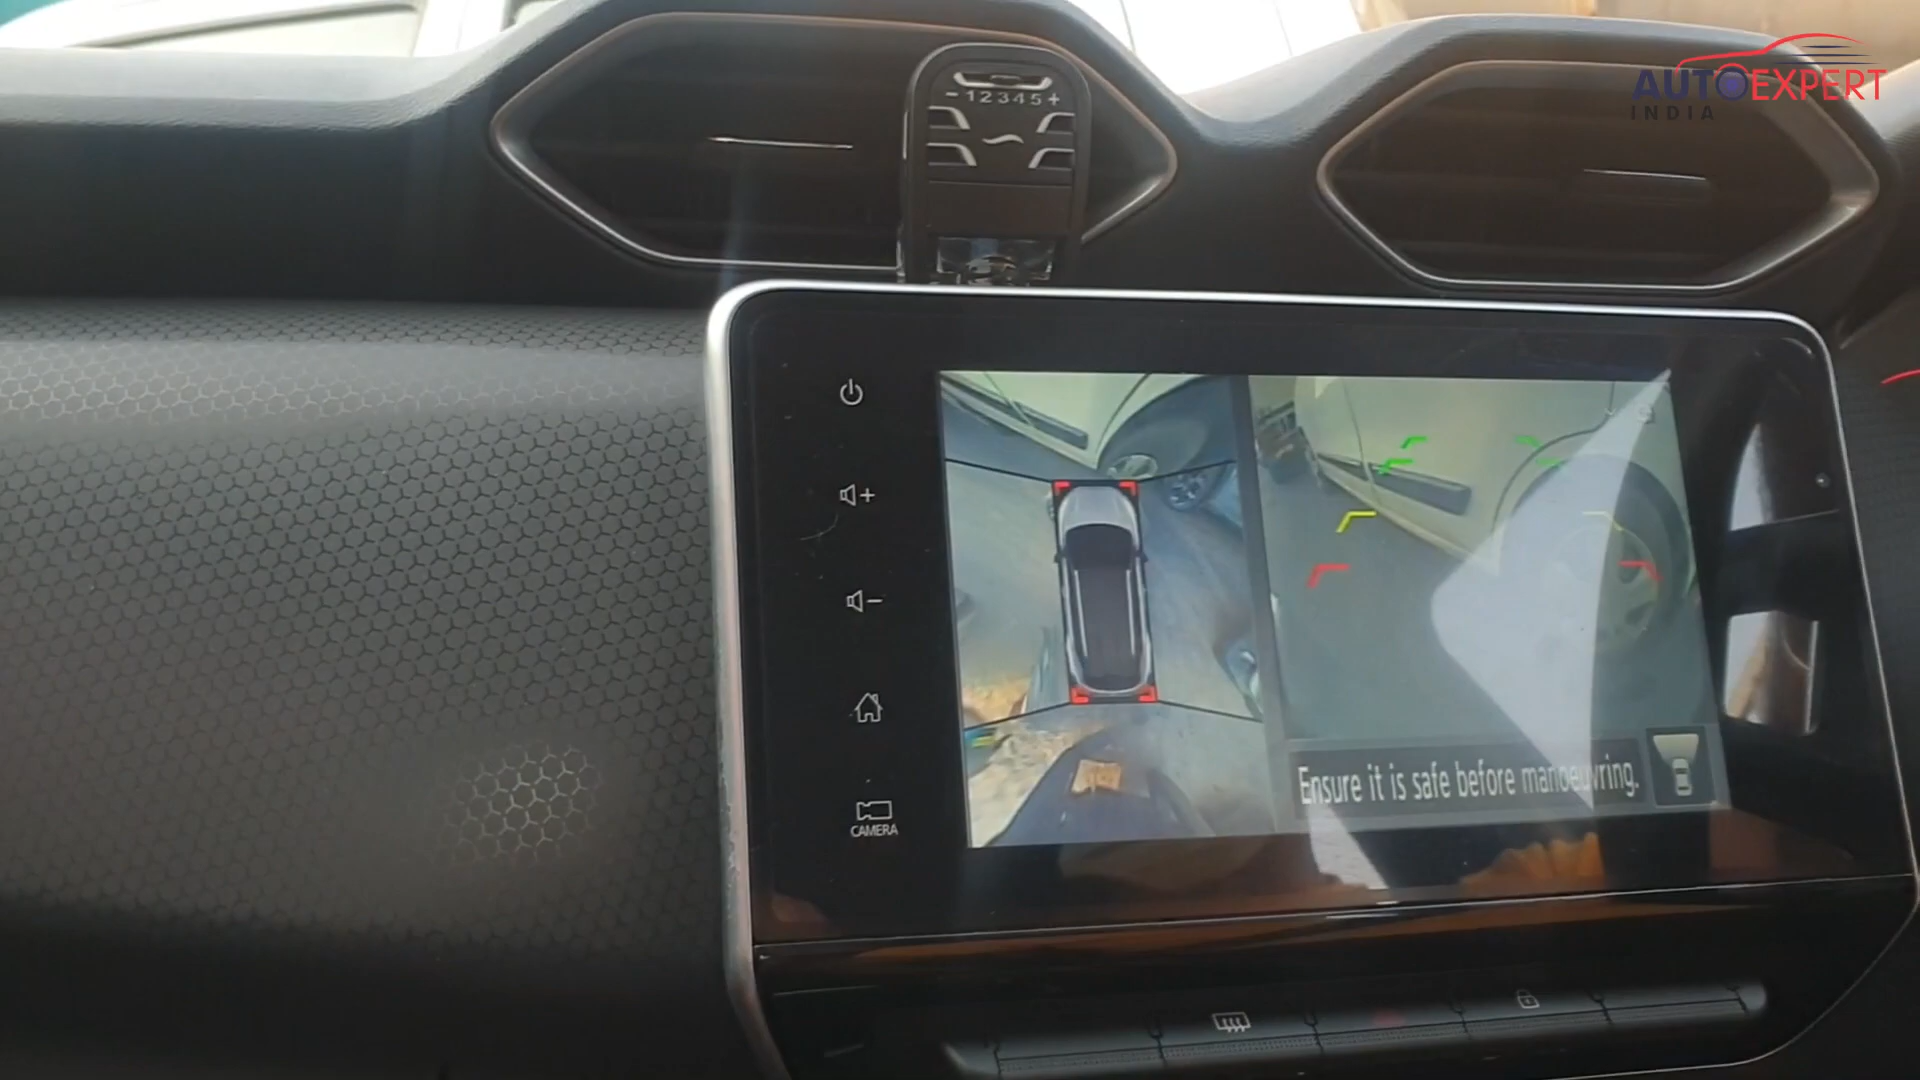 AUTOEXPERT
INDIA
- 1 2 3 4 5 +
Ensure it is safe before manoeuvring.
CAMERA